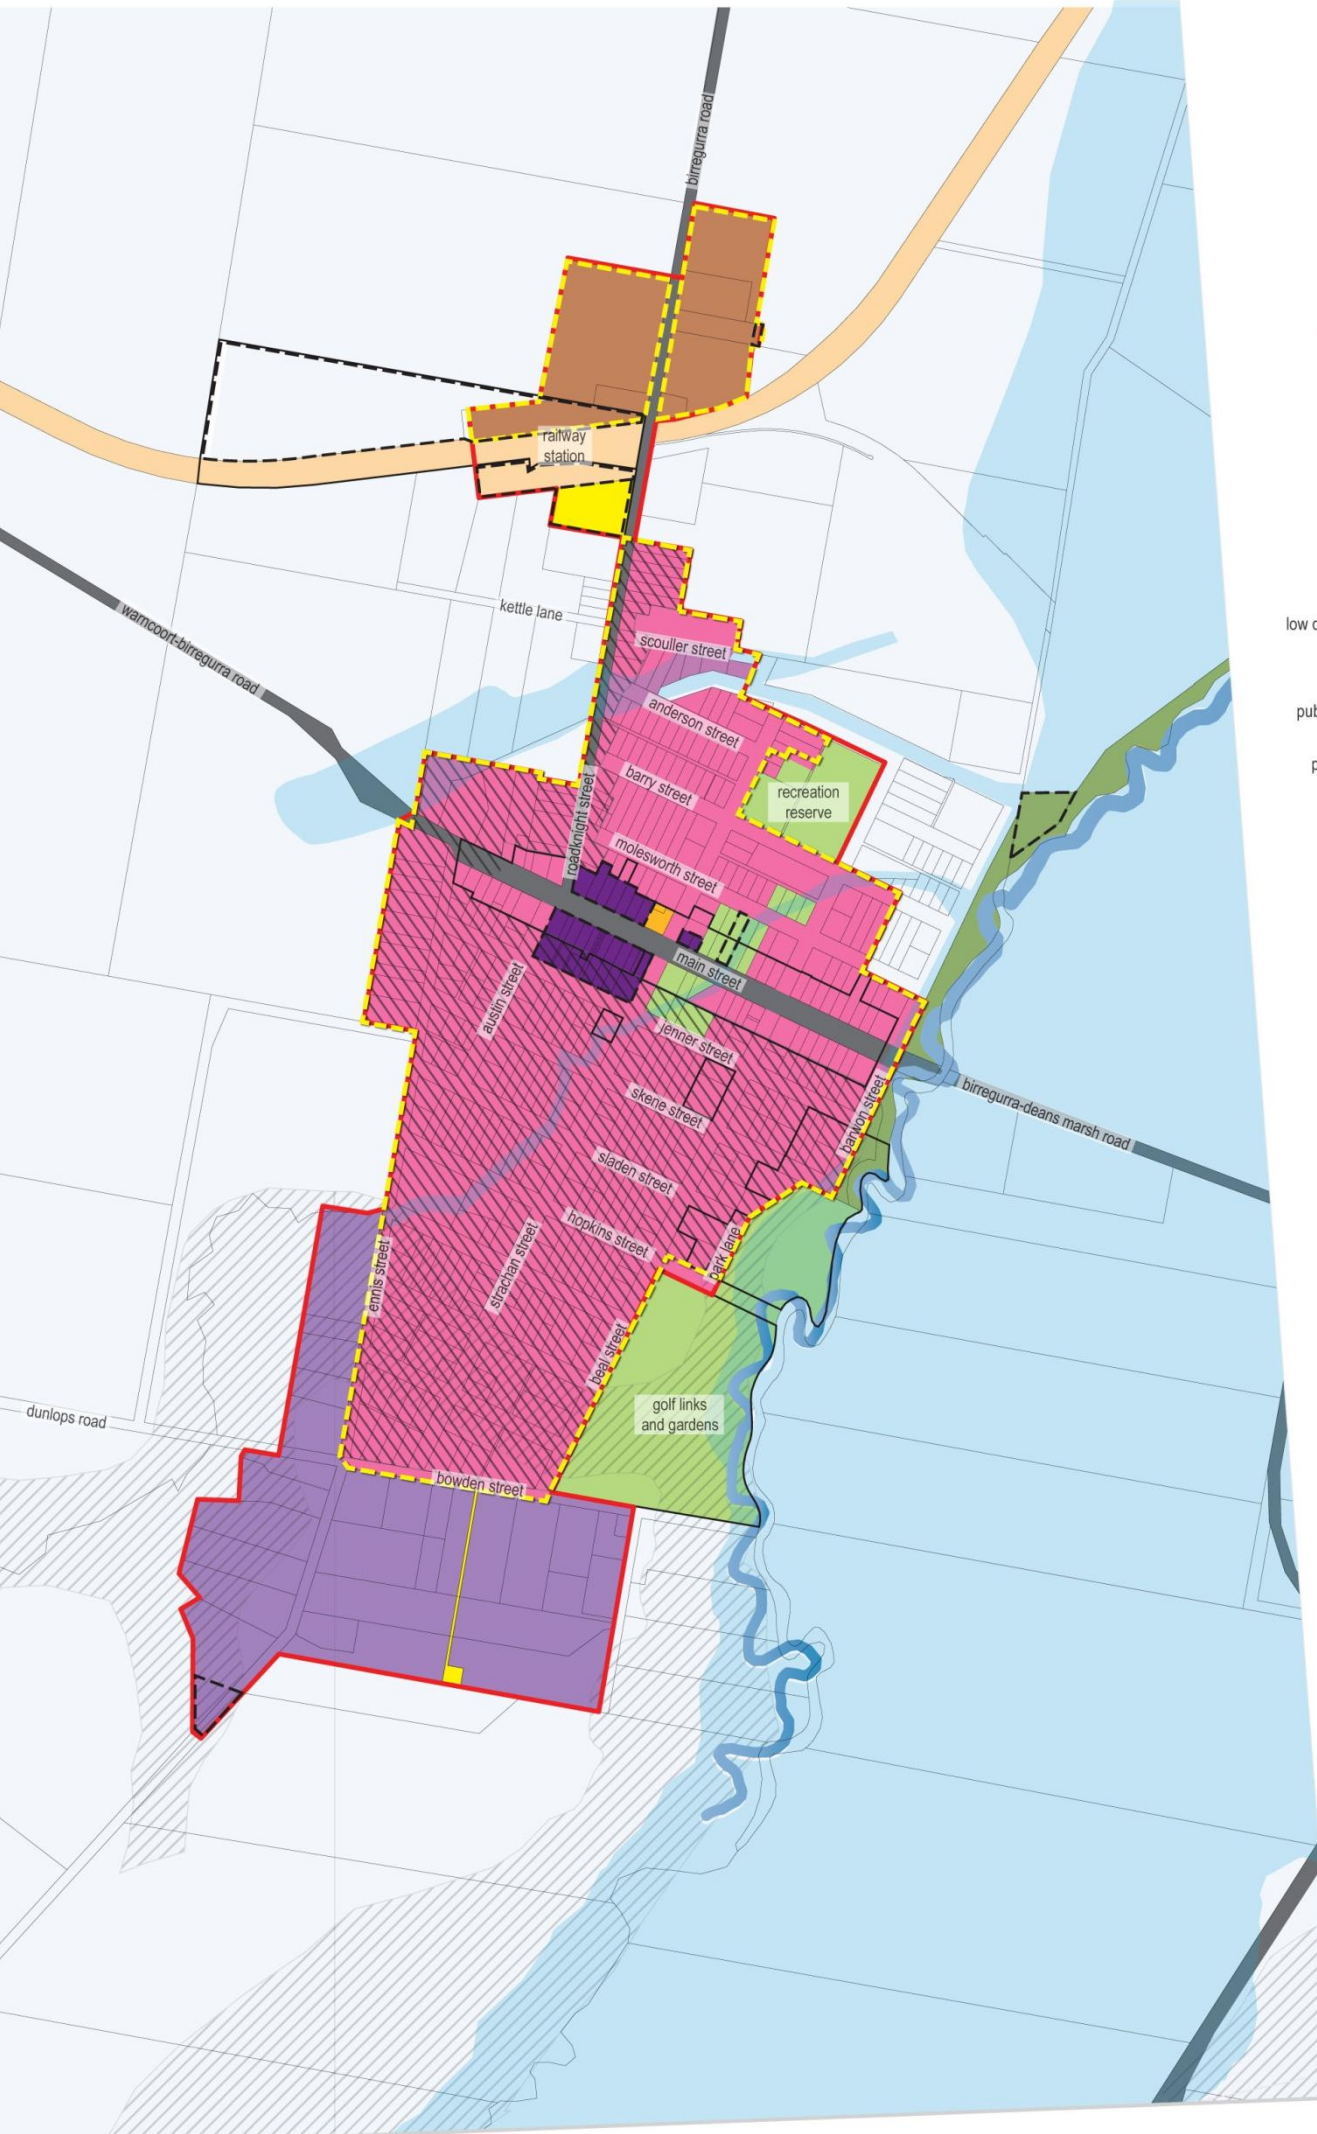 birregurra road
railway
station
kettle lane
warncoort-birregurra road
low
scouller street
pub
anderson street
p
barry street
recreation
reserve
roadknight street
molesworth street
main street
austin street
jenner street
birregurra-deans marsh road
skene street
barwon street
sladen street
hopkins street
park lane
ennis street
strachan street
beal street
golf links
and gardens
dunlops road
bowden street